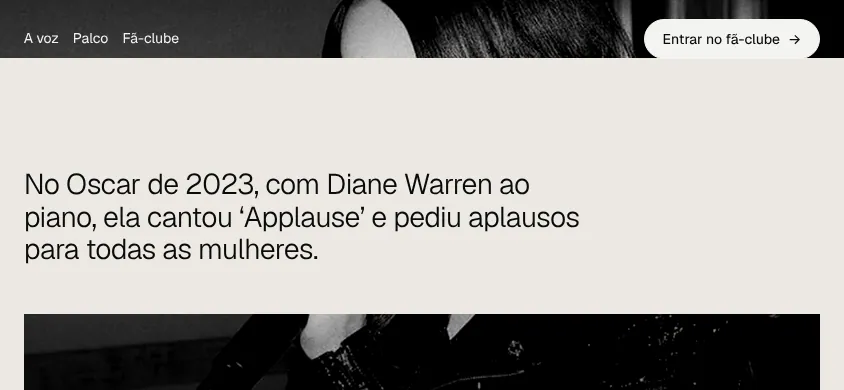 A voz
Palco
Fã-clube
Entrar no fã-clube →
No Oscar de 2023, com Diane Warren ao
piano, ela cantou ‘Applause’ e pediu aplausos
para todas as mulheres.